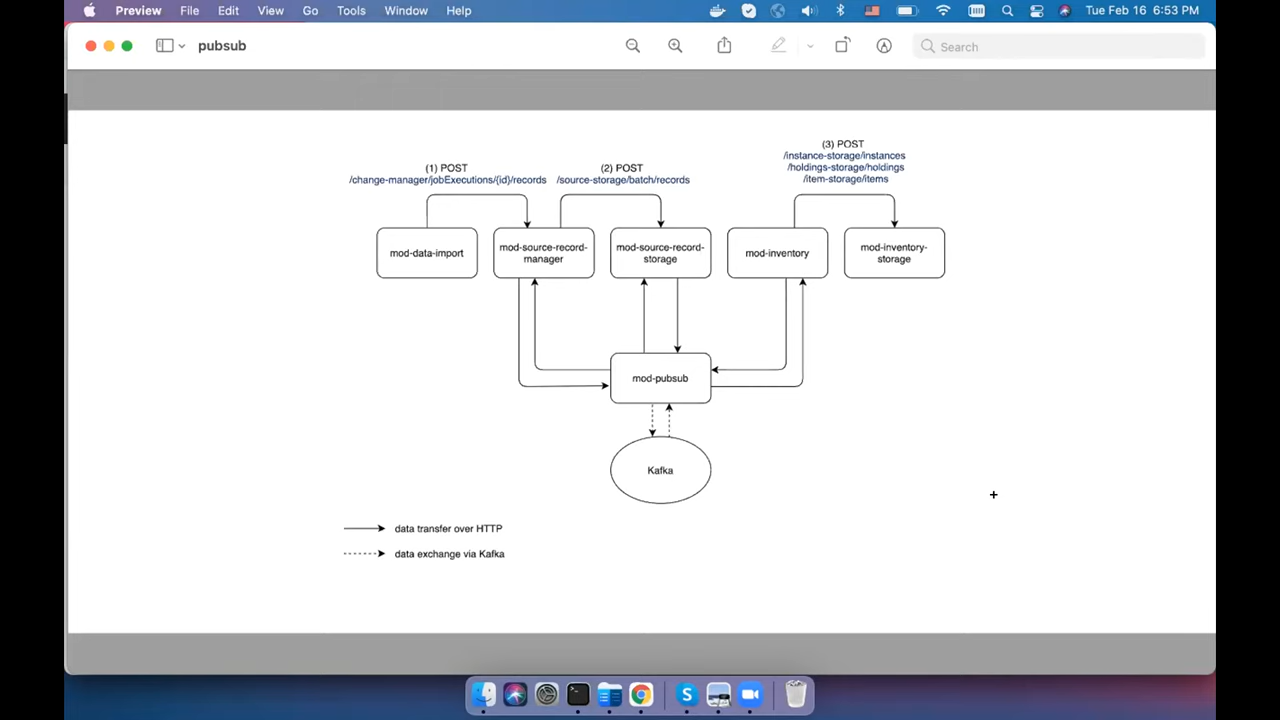 Preview File Edit View Go Tools Window Help Tue Feb 16 6:53 PM
pubsub
Search
(1) POST
/change-manager/jobExecutions/{id}/records
(2) POST
/source-storage/batch/records
(3) POST
/instance-storage/instances
/holdings-storage/holdings
/item-storage/items
mod-data-import
mod-source-record-
manager
mod-source-record-
storage
mod-inventory
mod-inventory-
storage
mod-pubsub
Kafka
data transfer over HTTP
data exchange via Kafka